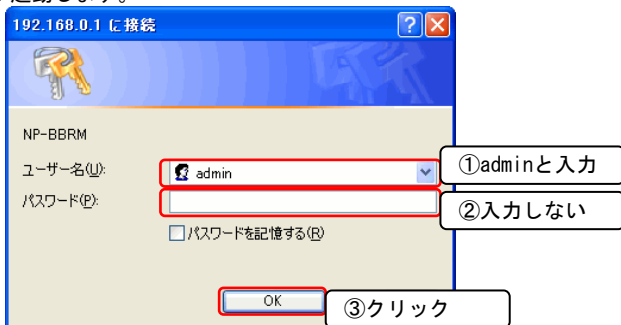 192.168.0.1 に接続
NP-BBRM
ユーザー名(U):
admin
①adminと入力
パスワード(P):
②入力しない
パスワードを記憶する(R)
OK
③クリック